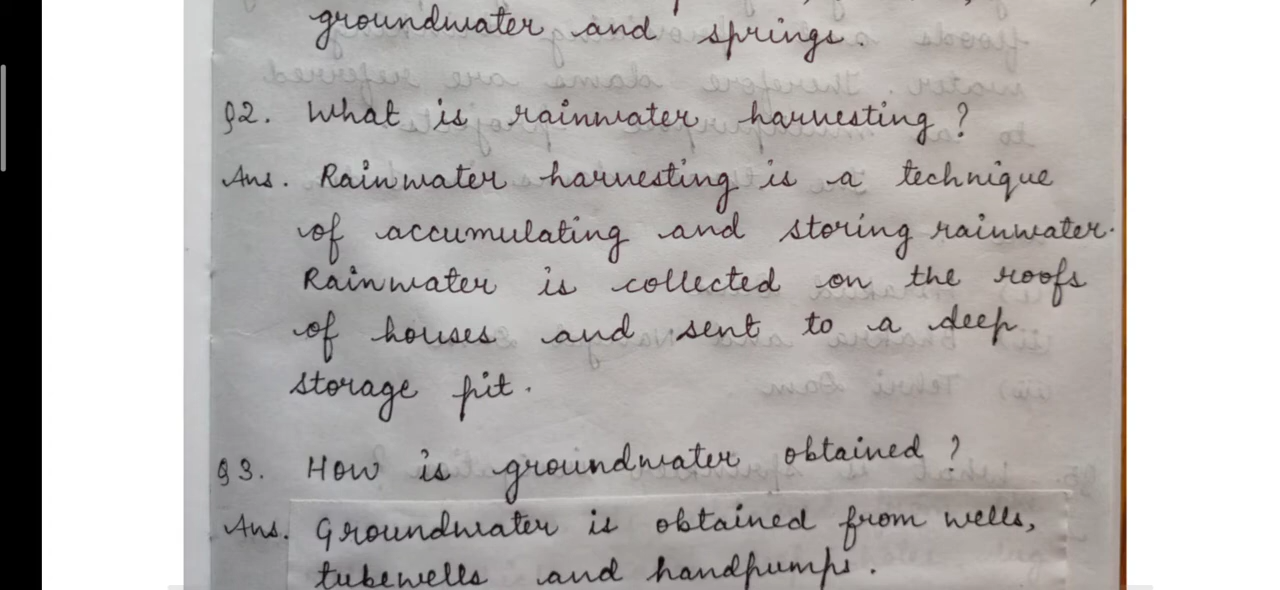 groundwater and springs.
Q2. What is rainwater harvesting?
Ans. Rainwater harvesting is a technique
of accumulating and storing rainwater.
Rainwater is collected on the roofs
of houses and sent to a deep
storage pit.
Q3. How is groundwater obtained?
Ans. Groundwater is obtained from wells,
tubewells and handpumps.